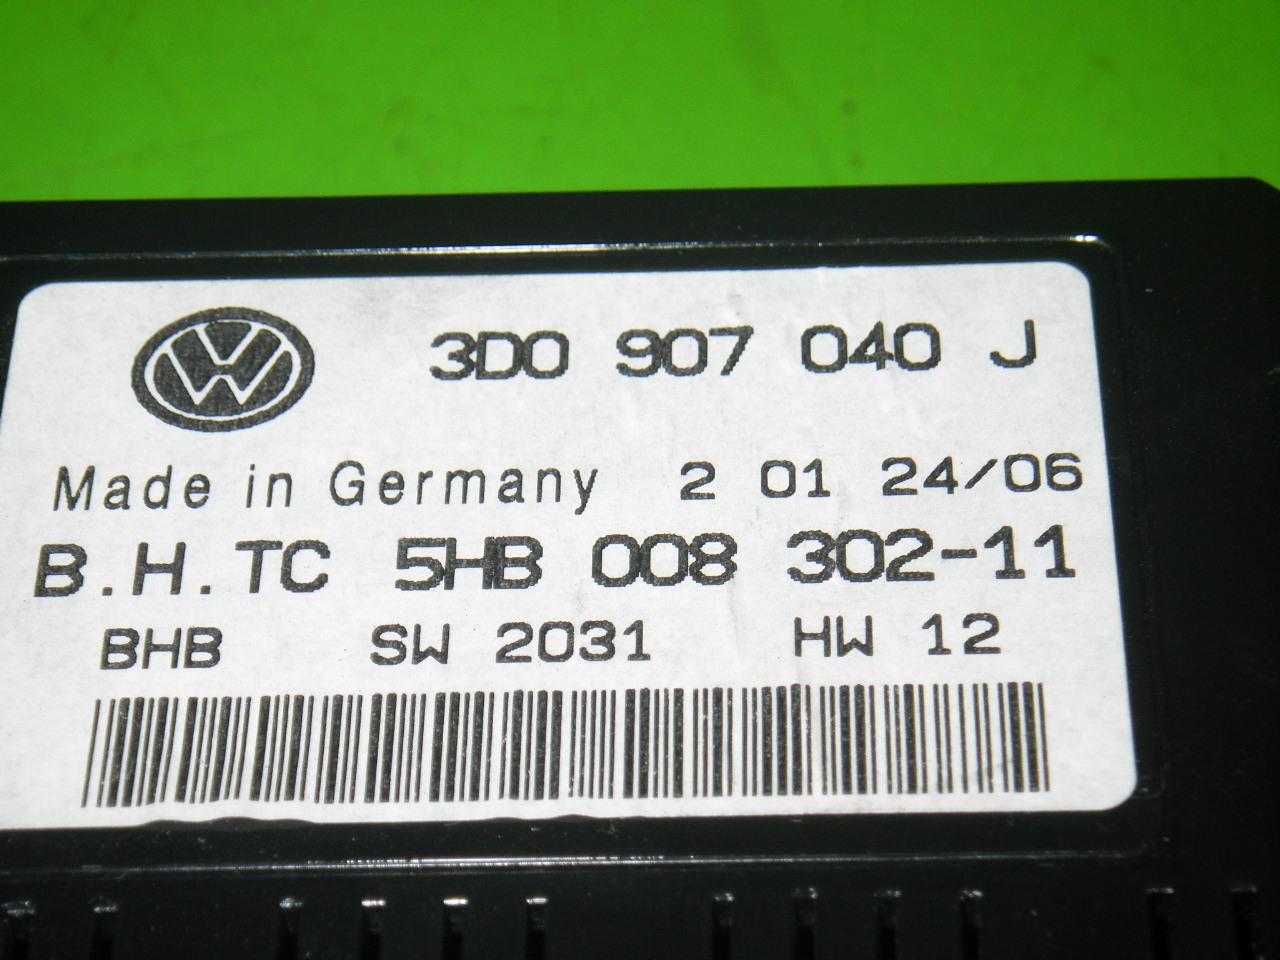 3D0 907 040 J
Made in Germany 2 01 24/06
B.H.TC 5HB 008 302-11
BHB SW 2031 HW 12